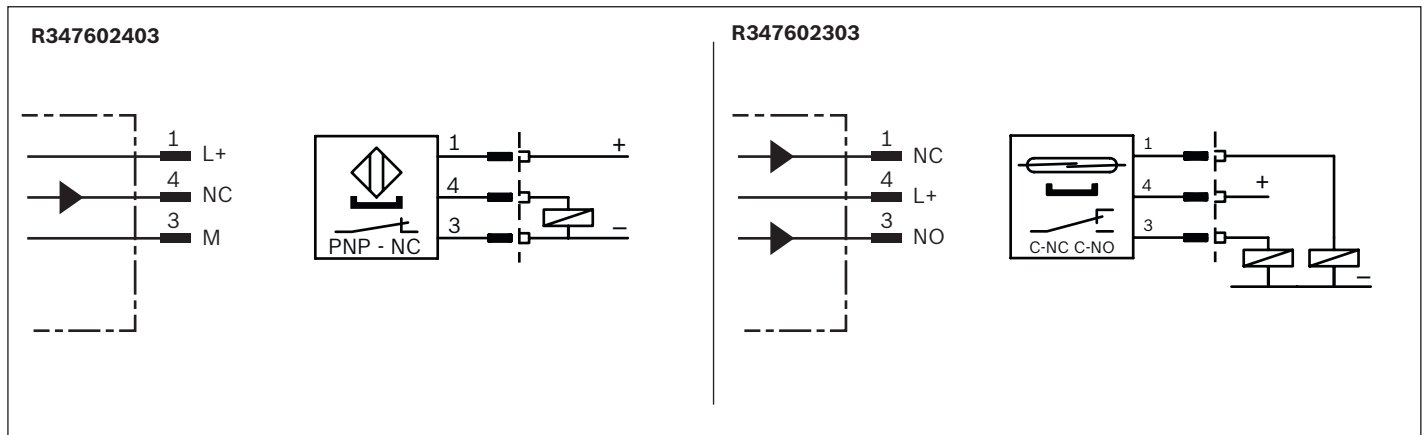 R347602403
1 L+
4 NC
3 M
1 +
4
3 –
PNP - NC
R347602303
1 NC
4 L+
3 NO
1
4 +
3
C-NC C-NO
–